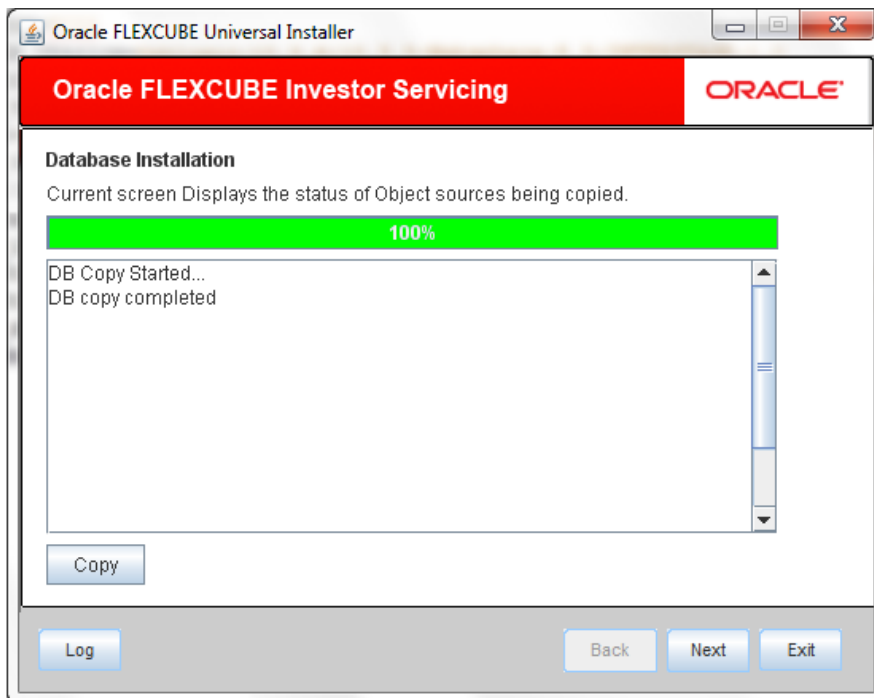 Oracle FLEXCUBE Universal Installer
Oracle FLEXCUBE Investor Servicing
ORACLE
Database Installation
Current screen Displays the status of Object sources being copied.
100%
DB Copy Started...
DB copy completed
Copy
Log
Back
Next
Exit